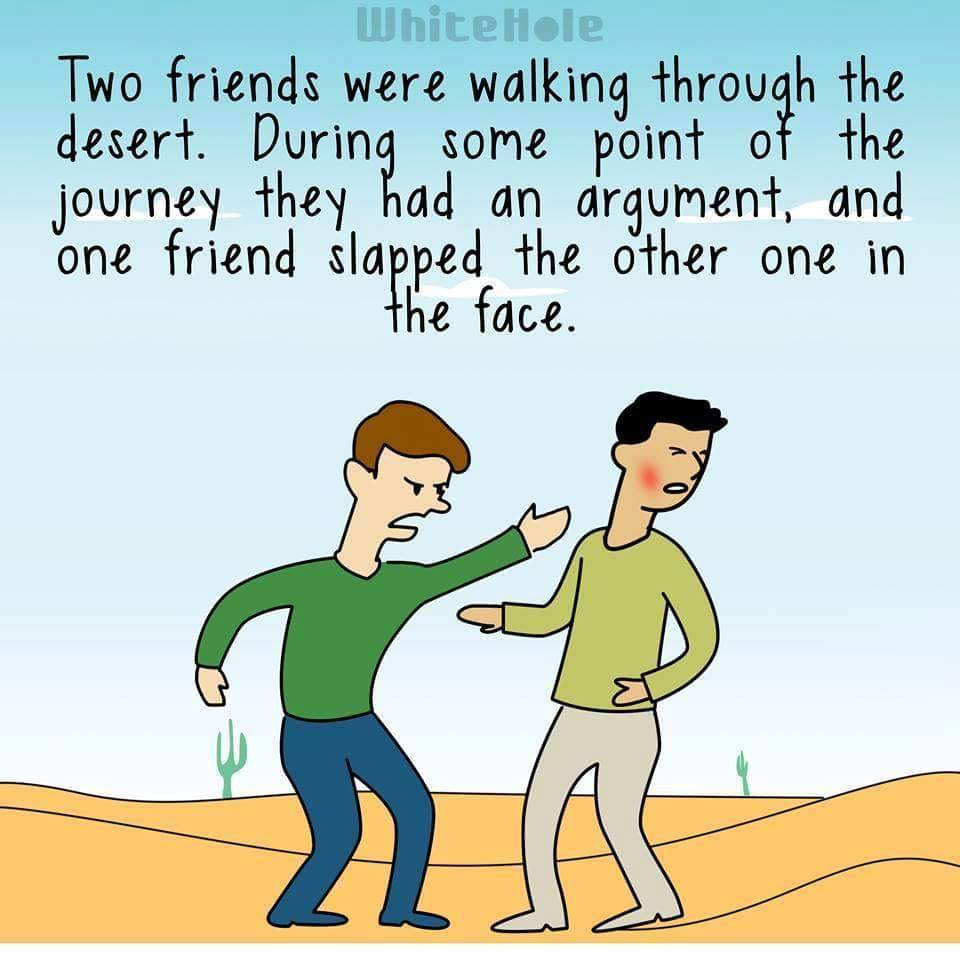 WhiteHole
Two friends were walking through the
desert. During some point of the
journey they had an argument, and
one friend slapped the other one in
the face.